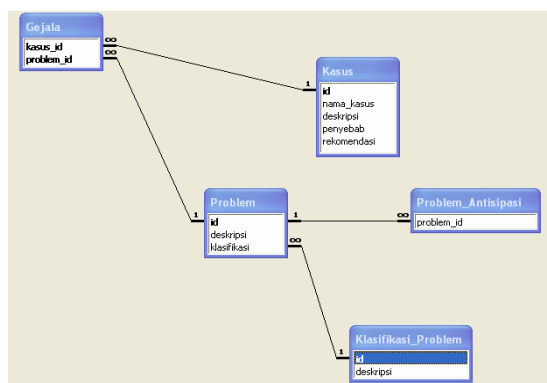 Gejala
kasus_id
problem_id
∞
∞
1
Kasus
id
nama_kasus
deskripsi
penyebab
rekomendasi
1
Problem
id
deskripsi
klasifikasi
1
∞
∞
Problem_Antisipasi
problem_id
1
Klasifikasi_Problem
id
deskripsi